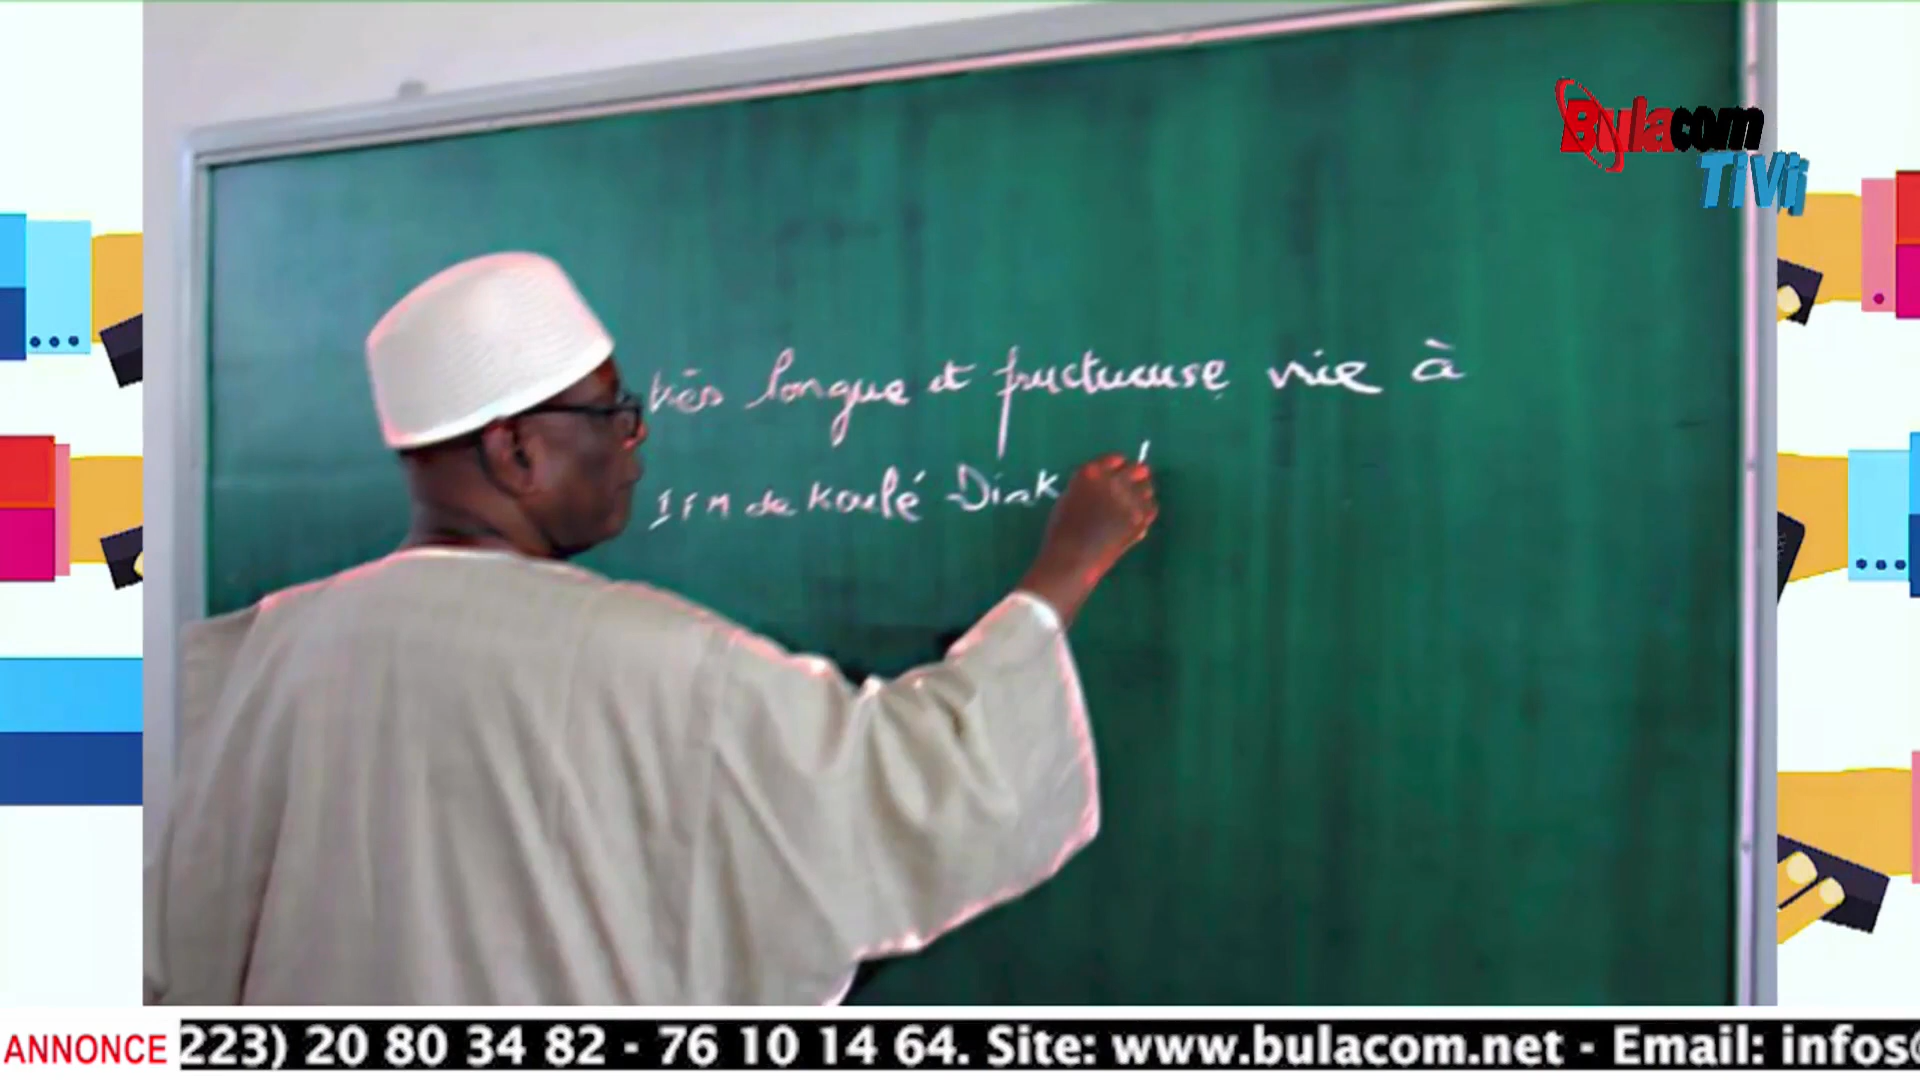 Bulacom
TiVi
très longue et fructueuse vie à
IFM de Koulé Diak
ANNONCE 223) 20 80 34 82 - 76 10 14 64. Site: www.bulacom.net - Email: infos@